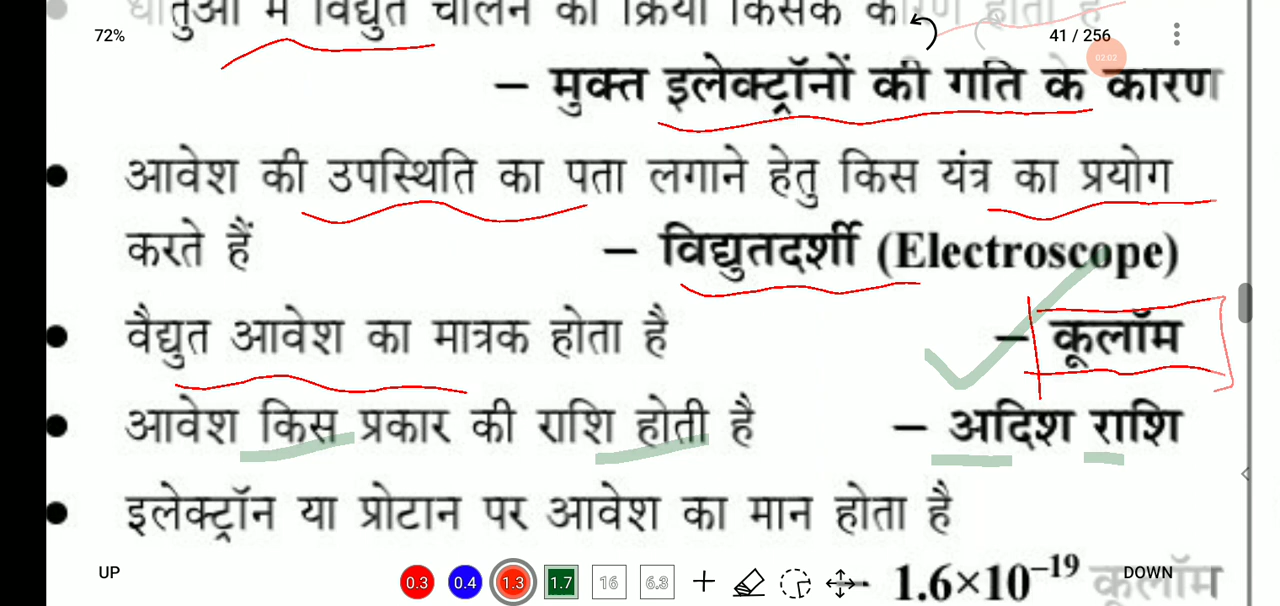 धातुओं में विद्युत चालन की क्रिया किसके कारण होता है
72%
41 / 256
02:02
– मुक्त इलेक्ट्रॉनों की गति के कारण
• आवेश की उपस्थिति का पता लगाने हेतु किस यंत्र का प्रयोग
करते हैं – विद्युतदर्शी (Electroscope)
• वैद्युत आवेश का मात्रक होता है – कूलॉम
• आवेश किस प्रकार की राशि होती है – अदिश राशि
• इलेक्ट्रॉन या प्रोटान पर आवेश का मान होता है
– 1.6×10⁻¹⁹ कूलॉम
UP
0.3 0.4 1.3 1.7 16 6.3
DOWN